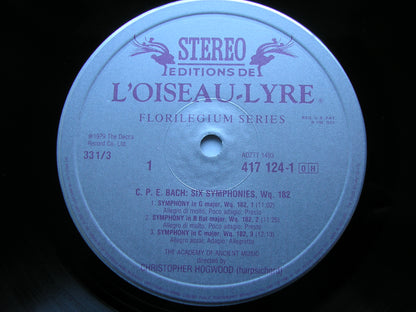 STEREO
EDITIONS DE
L'OISEAU-LYRE
FLORILEGIUM SERIES
℗1979 The Decca
Record Co. Ltd.
33 1/3
1
417 124-1 OH
C. P. E. BACH: SIX SYMPHONIES, Wq. 182
1. SYMPHONY in G major, Wq. 182, 1
Allegro di molto; Poco adagio; Presto
2. SYMPHONY in B flat major, Wq. 182, 2
Allegro di molto; Poco adagio; Presto
3. SYMPHONY in C major, Wq. 182, 3
Allegro assai; Adagio; Allegretto
THE ACADEMY OF ANCIENT MUSIC
directed by
CHRISTOPHER HOGWOOD (harpsichord)